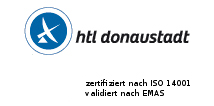 htl donaustadt
zertifiziert nach ISO 14001
validiert nach EMAS